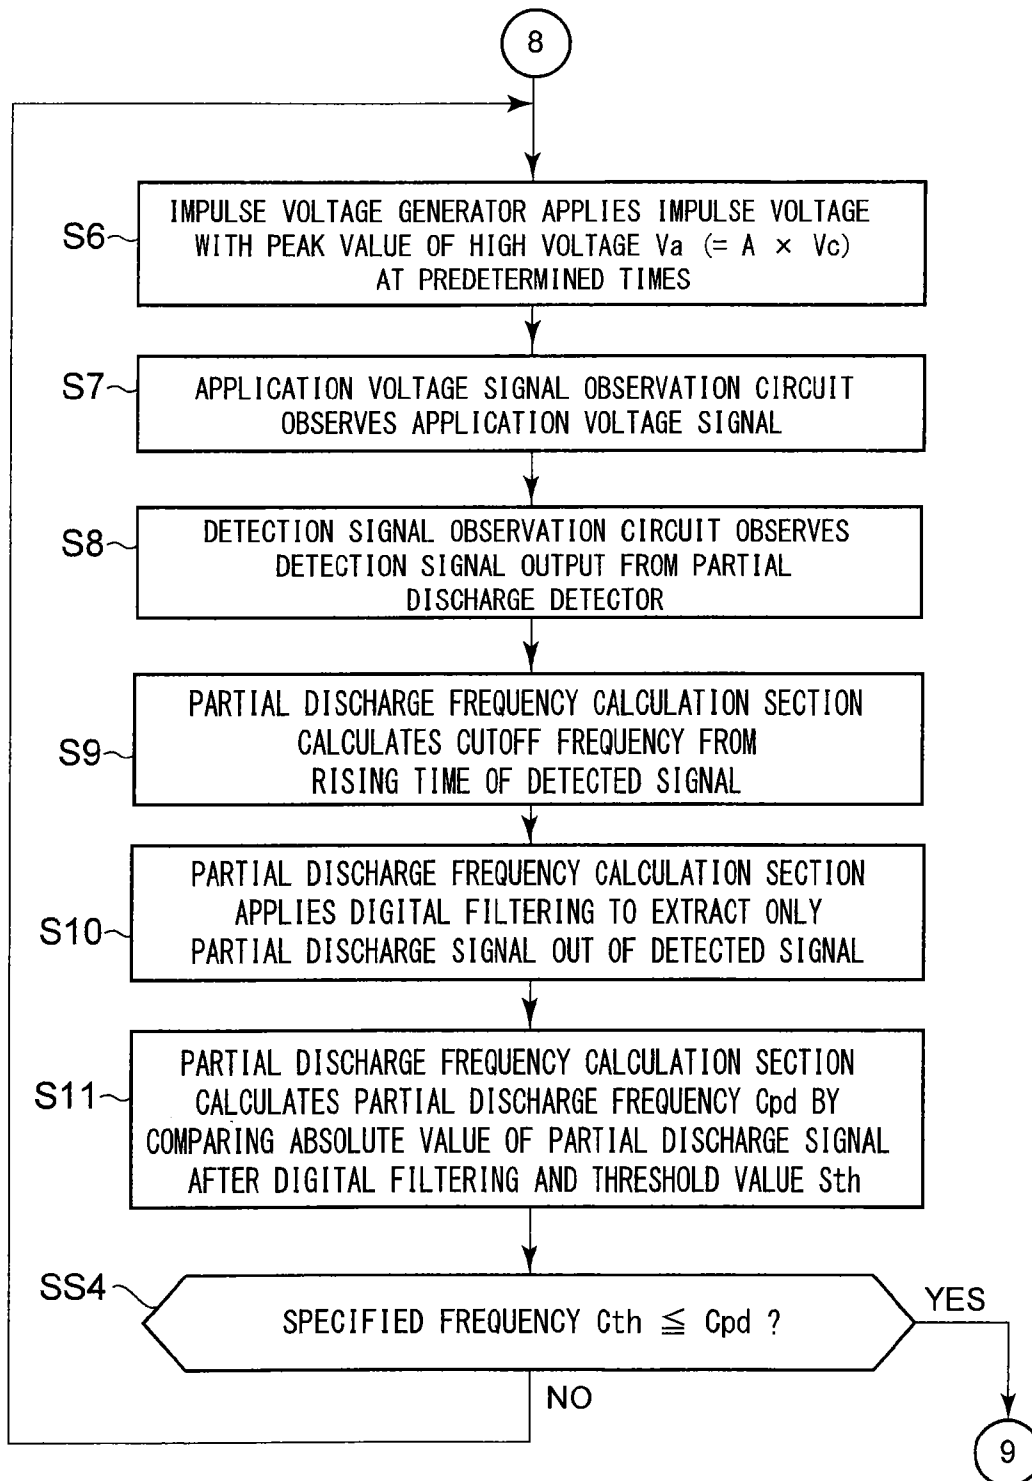 8
S6
IMPULSE VOLTAGE GENERATOR APPLIES IMPULSE VOLTAGE
WITH PEAK VALUE OF HIGH VOLTAGE Va (= A × Vc)
AT PREDETERMINED TIMES
S7
APPLICATION VOLTAGE SIGNAL OBSERVATION CIRCUIT
OBSERVES APPLICATION VOLTAGE SIGNAL
S8
DETECTION SIGNAL OBSERVATION CIRCUIT OBSERVES
DETECTION SIGNAL OUTPUT FROM PARTIAL
DISCHARGE DETECTOR
S9
PARTIAL DISCHARGE FREQUENCY CALCULATION SECTION
CALCULATES CUTOFF FREQUENCY FROM
RISING TIME OF DETECTED SIGNAL
S10
PARTIAL DISCHARGE FREQUENCY CALCULATION SECTION
APPLIES DIGITAL FILTERING TO EXTRACT ONLY
PARTIAL DISCHARGE SIGNAL OUT OF DETECTED SIGNAL
S11
PARTIAL DISCHARGE FREQUENCY CALCULATION SECTION
CALCULATES PARTIAL DISCHARGE FREQUENCY Cpd BY
COMPARING ABSOLUTE VALUE OF PARTIAL DISCHARGE SIGNAL
AFTER DIGITAL FILTERING AND THRESHOLD VALUE Sth
SS4
SPECIFIED FREQUENCY Cth ≦ Cpd ?
YES
NO
9